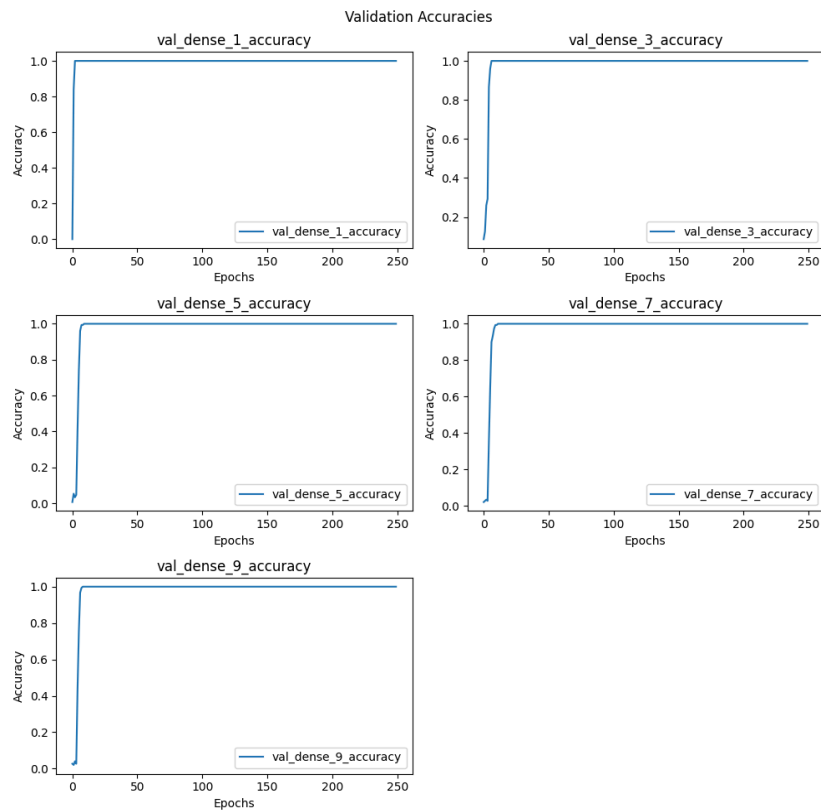 Validation Accuracies
val_dense_1_accuracy
1.0
0.8
0.6
0.4
0.2
0.0
Accuracy
val_dense_1_accuracy
0 50 100 150 200 250
Epochs
val_dense_3_accuracy
1.0
0.8
0.6
0.4
0.2
Accuracy
val_dense_3_accuracy
0 50 100 150 200 250
Epochs
val_dense_5_accuracy
1.0
0.8
0.6
0.4
0.2
0.0
Accuracy
val_dense_5_accuracy
0 50 100 150 200 250
Epochs
val_dense_7_accuracy
1.0
0.8
0.6
0.4
0.2
0.0
Accuracy
val_dense_7_accuracy
0 50 100 150 200 250
Epochs
val_dense_9_accuracy
1.0
0.8
0.6
0.4
0.2
0.0
Accuracy
val_dense_9_accuracy
0 50 100 150 200 250
Epochs